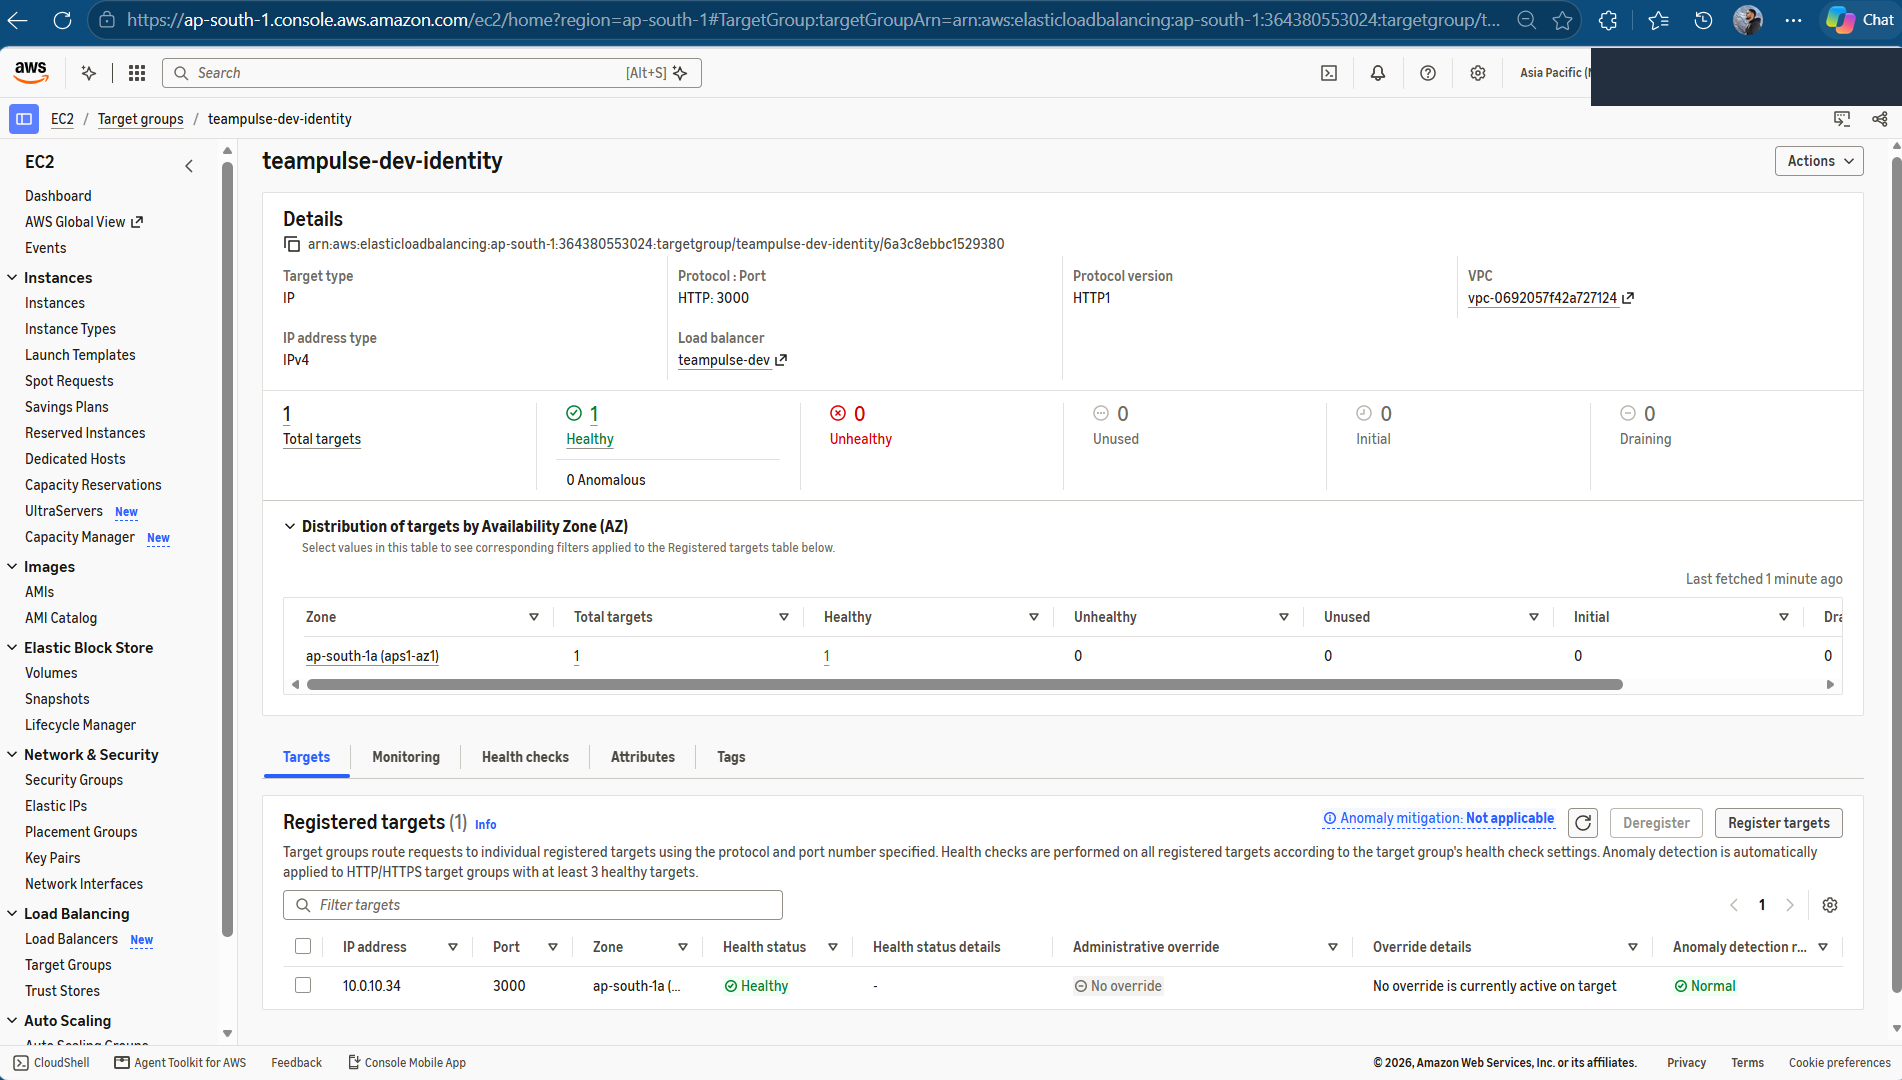 https://ap-south-1.console.aws.amazon.com/ec2/home?region=ap-south-1#TargetGroup:targetGroupArn=arn:aws:elasticloadbalancing:ap-south-1:364380553024:targetgroup/t...
Chat
aws
Search
[Alt+S]
Asia Pacific (
EC2 / Target groups / teampulse-dev-identity
EC2
Dashboard
AWS Global View
Events
Instances
Instances
Instance Types
Launch Templates
Spot Requests
Savings Plans
Reserved Instances
Dedicated Hosts
Capacity Reservations
UltraServers New
Capacity Manager New
Images
AMIs
AMI Catalog
Elastic Block Store
Volumes
Snapshots
Lifecycle Manager
Network & Security
Security Groups
Elastic IPs
Placement Groups
Key Pairs
Network Interfaces
Load Balancing
Load Balancers New
Target Groups
Trust Stores
Auto Scaling
Auto Scaling Groups
teampulse-dev-identity
Actions
Details
arn:aws:elasticloadbalancing:ap-south-1:364380553024:targetgroup/teampulse-dev-identity/6a3c8ebbc1529380
Target type
IP
Protocol : Port
HTTP: 3000
Protocol version
HTTP1
VPC
vpc-0692057f42a727124
IP address type
IPv4
Load balancer
teampulse-dev
1
Total targets
1
Healthy
0 Anomalous
0
Unhealthy
0
Unused
0
Initial
0
Draining
Distribution of targets by Availability Zone (AZ)
Select values in this table to see corresponding filters applied to the Registered targets table below.
Last fetched 1 minute ago
Zone Total targets Healthy Unhealthy Unused Initial Dra
ap-south-1a (aps1-az1) 1 1 0 0 0 0
Targets Monitoring Health checks Attributes Tags
Registered targets (1) Info
Anomaly mitigation: Not applicable
Deregister
Register targets
Target groups route requests to individual registered targets using the protocol and port number specified. Health checks are performed on all registered targets according to the target group's health check settings. Anomaly detection is automatically
applied to HTTP/HTTPS target groups with at least 3 healthy targets.
Filter targets
1
IP address Port Zone Health status Health status details Administrative override Override details Anomaly detection r...
10.0.10.34 3000 ap-south-1a (... Healthy - No override No override is currently active on target Normal
CloudShell Agent Toolkit for AWS Feedback Console Mobile App
© 2026, Amazon Web Services, Inc. or its affiliates. Privacy Terms Cookie preferences